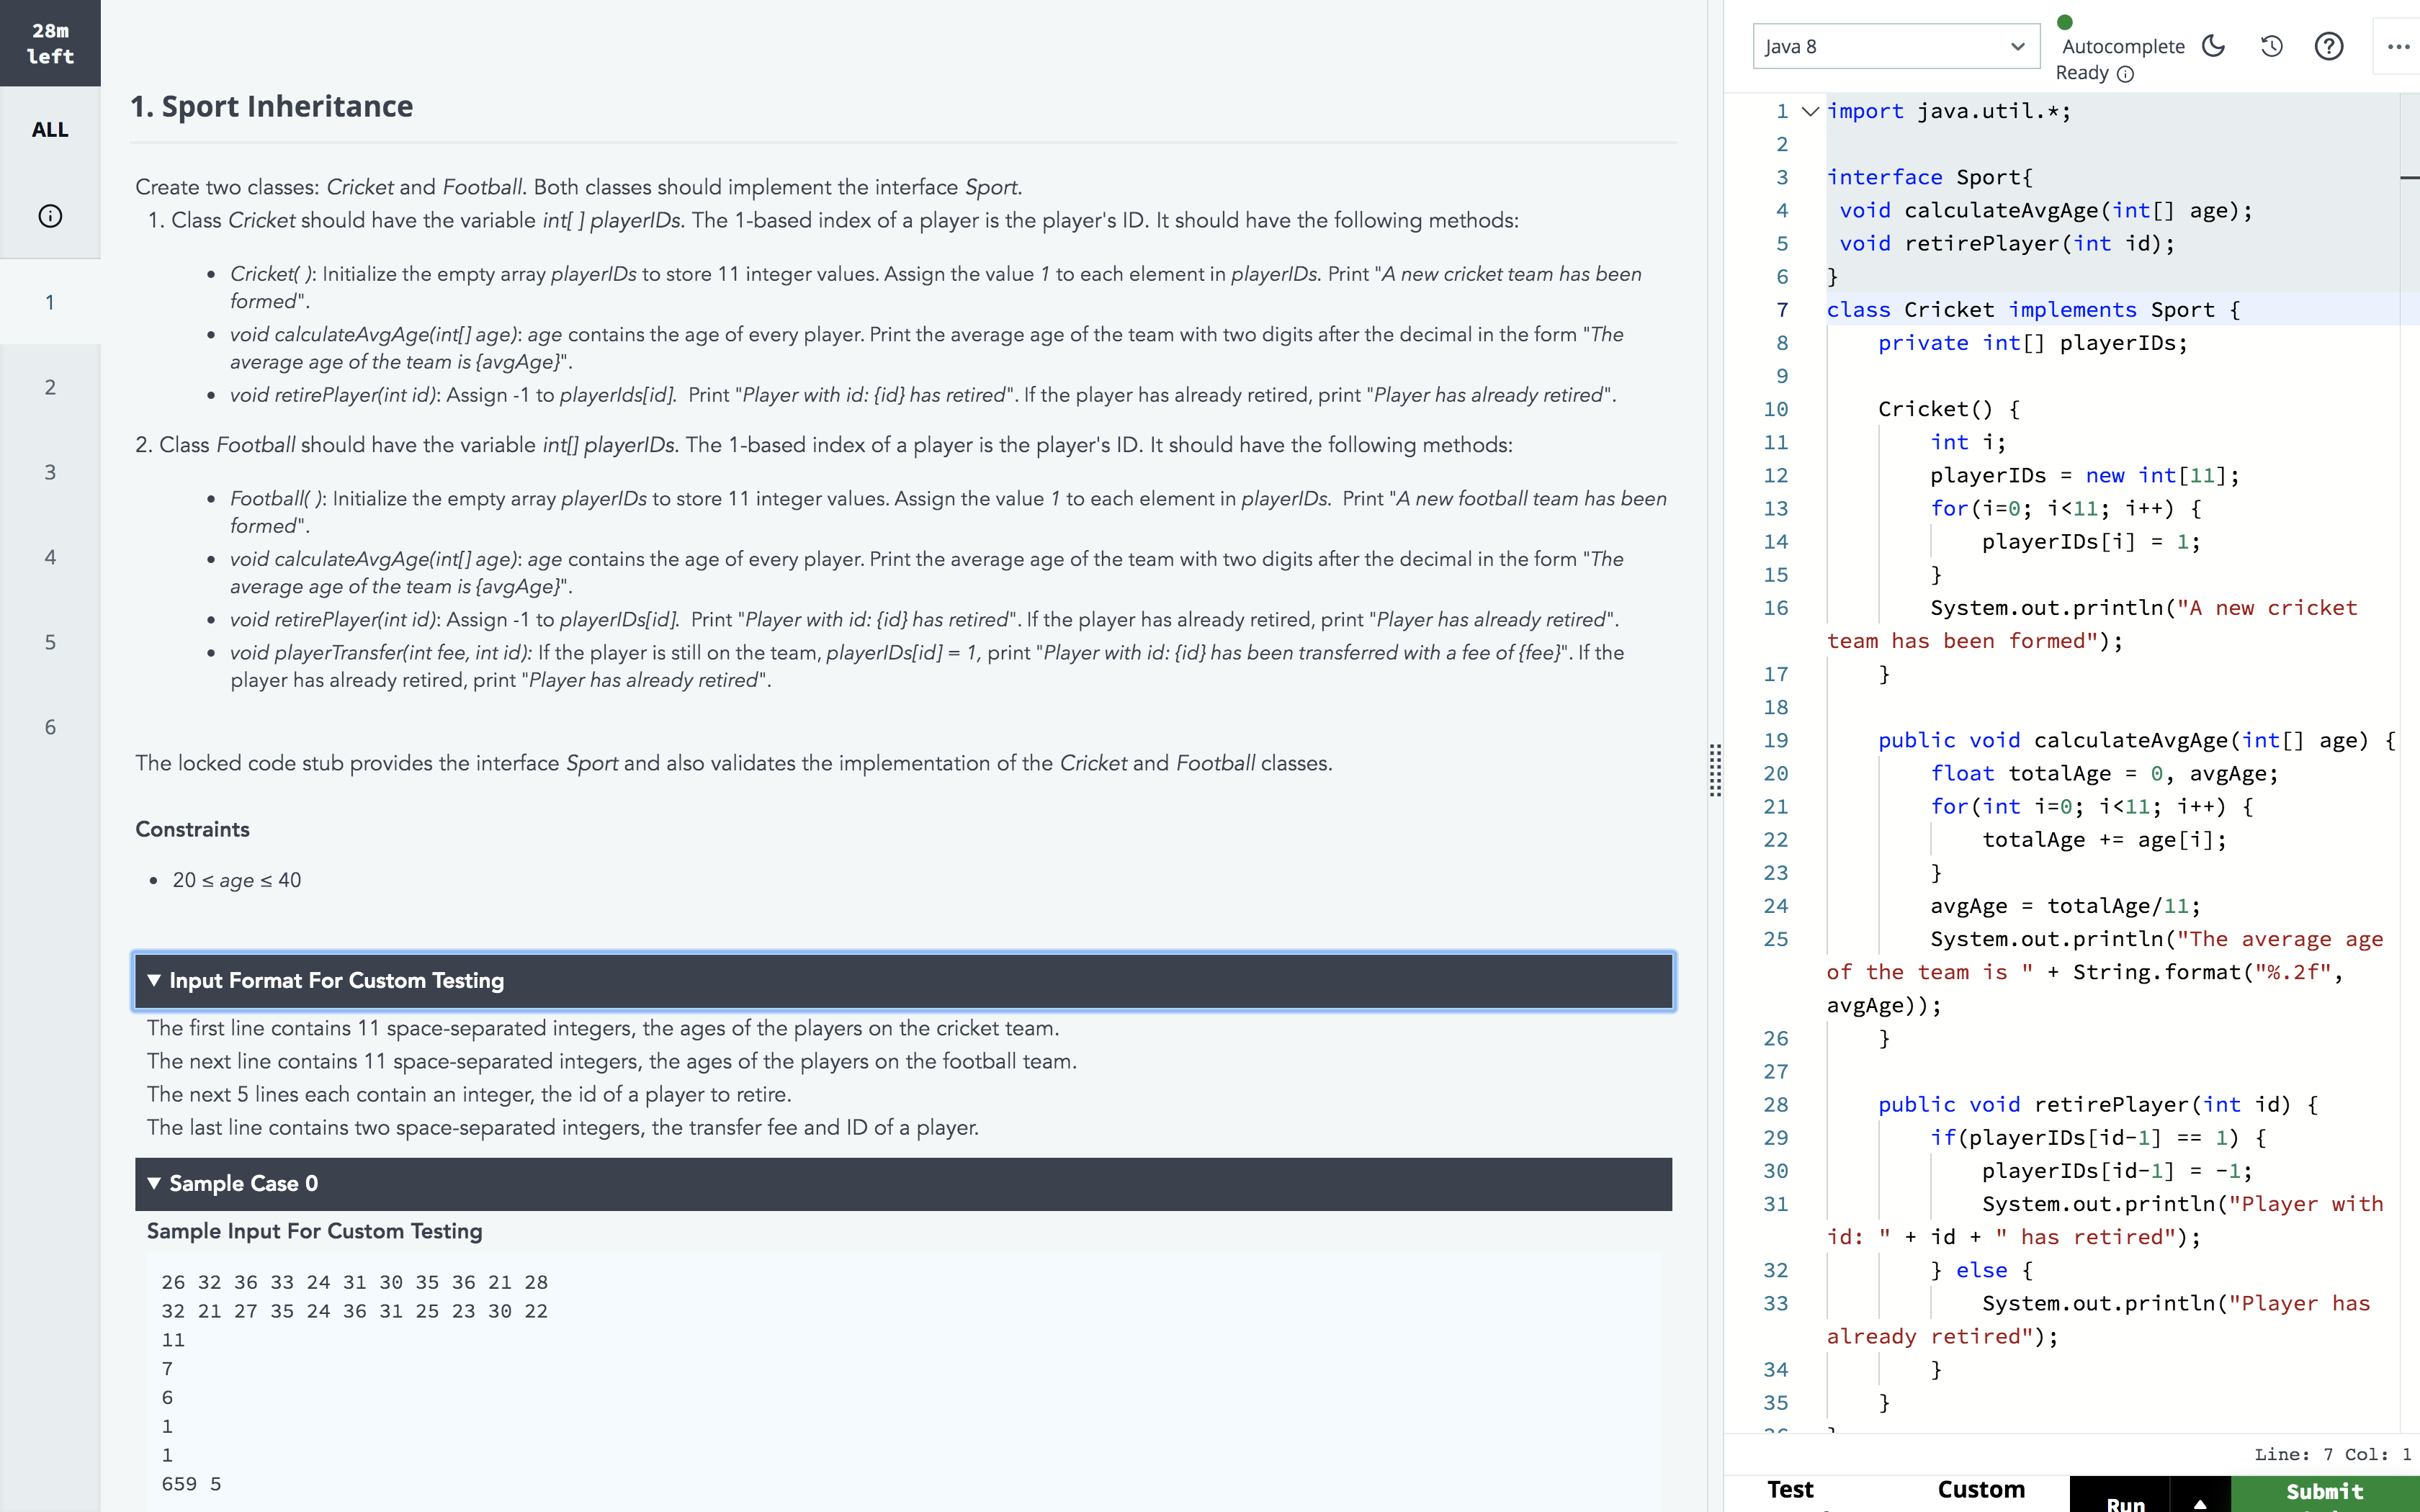 28m
left
ALL
1
2
3
4
5
6
1. Sport Inheritance
Create two classes: Cricket and Football. Both classes should implement the interface Sport.
1. Class Cricket should have the variable int[ ] playerIDs. The 1-based index of a player is the player's ID. It should have the following methods:
• Cricket( ): Initialize the empty array playerIDs to store 11 integer values. Assign the value 1 to each element in playerIDs. Print "A new cricket team has been
formed".
• void calculateAvgAge(int[] age): age contains the age of every player. Print the average age of the team with two digits after the decimal in the form "The
average age of the team is {avgAge}".
• void retirePlayer(int id): Assign -1 to playerIds[id].  Print "Player with id: {id} has retired". If the player has already retired, print "Player has already retired".
2. Class Football should have the variable int[] playerIDs. The 1-based index of a player is the player's ID. It should have the following methods:
• Football( ): Initialize the empty array playerIDs to store 11 integer values. Assign the value 1 to each element in playerIDs.  Print "A new football team has been
formed".
• void calculateAvgAge(int[] age): age contains the age of every player. Print the average age of the team with two digits after the decimal in the form "The
average age of the team is {avgAge}".
• void retirePlayer(int id): Assign -1 to playerIDs[id].  Print "Player with id: {id} has retired". If the player has already retired, print "Player has already retired".
• void playerTransfer(int fee, int id): If the player is still on the team, playerIDs[id] = 1, print "Player with id: {id} has been transferred with a fee of {fee}". If the
player has already retired, print "Player has already retired".
The locked code stub provides the interface Sport and also validates the implementation of the Cricket and Football classes.
Constraints
• 20 ≤ age ≤ 40
▼ Input Format For Custom Testing
The first line contains 11 space-separated integers, the ages of the players on the cricket team.
The next line contains 11 space-separated integers, the ages of the players on the football team.
The next 5 lines each contain an integer, the id of a player to retire.
The last line contains two space-separated integers, the transfer fee and ID of a player.
▼ Sample Case 0
Sample Input For Custom Testing
26 32 36 33 24 31 30 35 36 21 28
32 21 27 35 24 36 31 25 23 30 22
11
7
6
1
1
659 5
Java 8
Autocomplete
Ready
1 import java.util.*;
2
3 interface Sport{
4  void calculateAvgAge(int[] age);
5  void retirePlayer(int id);
6 }
7 class Cricket implements Sport {
8     private int[] playerIDs;
9
10     Cricket() {
11         int i;
12         playerIDs = new int[11];
13         for(i=0; i<11; i++) {
14             playerIDs[i] = 1;
15         }
16         System.out.println("A new cricket
team has been formed");
17     }
18
19     public void calculateAvgAge(int[] age) {
20         float totalAge = 0, avgAge;
21         for(int i=0; i<11; i++) {
22             totalAge += age[i];
23         }
24         avgAge = totalAge/11;
25         System.out.println("The average age
of the team is " + String.format("%.2f",
avgAge));
26     }
27
28     public void retirePlayer(int id) {
29         if(playerIDs[id-1] == 1) {
30             playerIDs[id-1] = -1;
31             System.out.println("Player with
id: " + id + " has retired");
32         } else {
33             System.out.println("Player has
already retired");
34         }
35     }
Line: 7 Col: 1
Test
Custom
Run
Submit